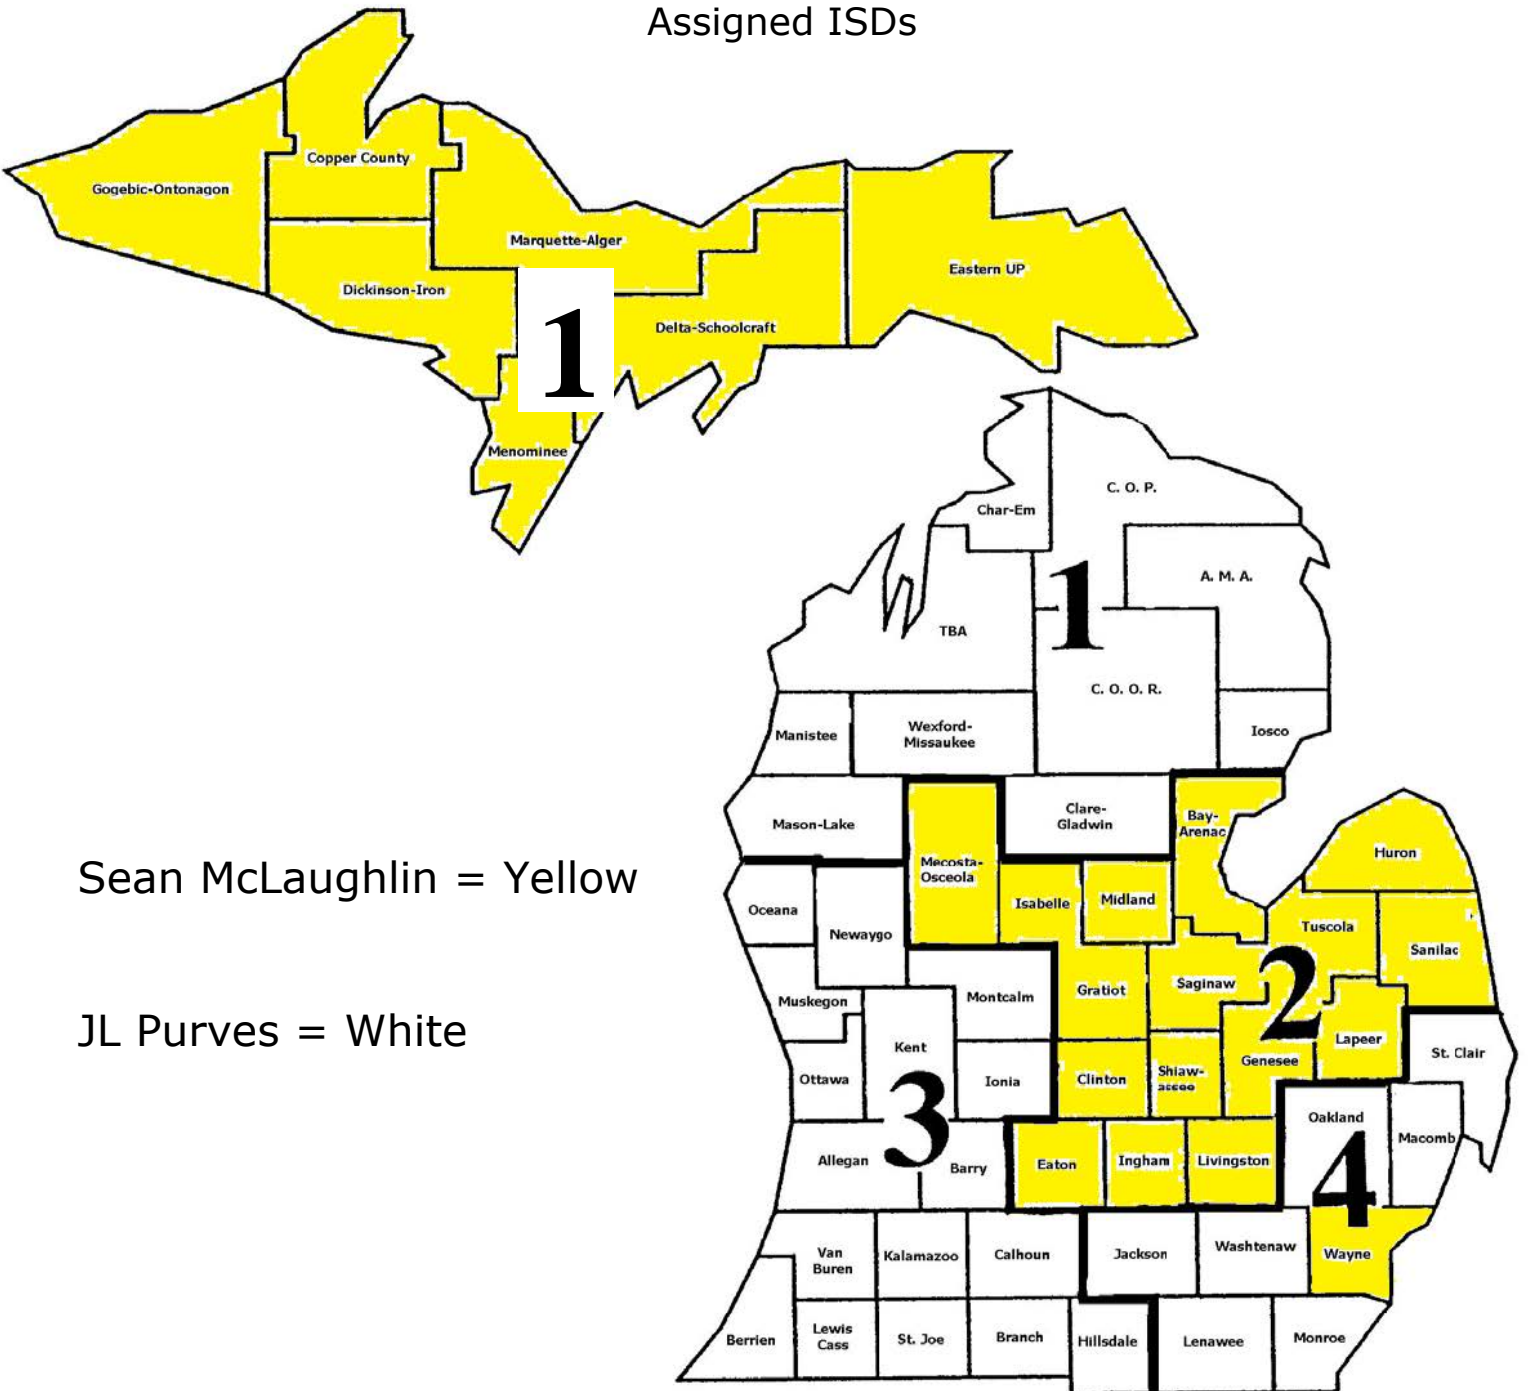 Assigned ISDs
Copper County
Gogebic-Ontonagon
Marquette-Alger
Eastern UP
Dickinson-Iron
Delta-Schoolcraft
1
Menominee
C. O. P.
Char-Em
A. M. A.
1
TBA
C. O. O. R.
Manistee
Wexford-
Missaukee
Iosco
Mason-Lake
Clare-
Gladwin
Bay-
Arenac
Huron
Mecosta-
Osceola
Sean McLaughlin = Yellow
Isabelle
Midland
Oceana
Newaygo
Tuscola
Sanilac
Muskegon
Montcalm
Gratiot
Saginaw
2
JL Purves = White
Kent
Lapeer
St. Clair
Ottawa
Ionia
Clinton
Shiaw-
assee
Genesee
3
Oakland
Macomb
Allegan
Barry
Eaton
Ingham
Livingston
4
Van
Buren
Kalamazoo
Calhoun
Jackson
Washtenaw
Wayne
Berrien
Lewis
Cass
St. Joe
Branch
Hillsdale
Lenawee
Monroe